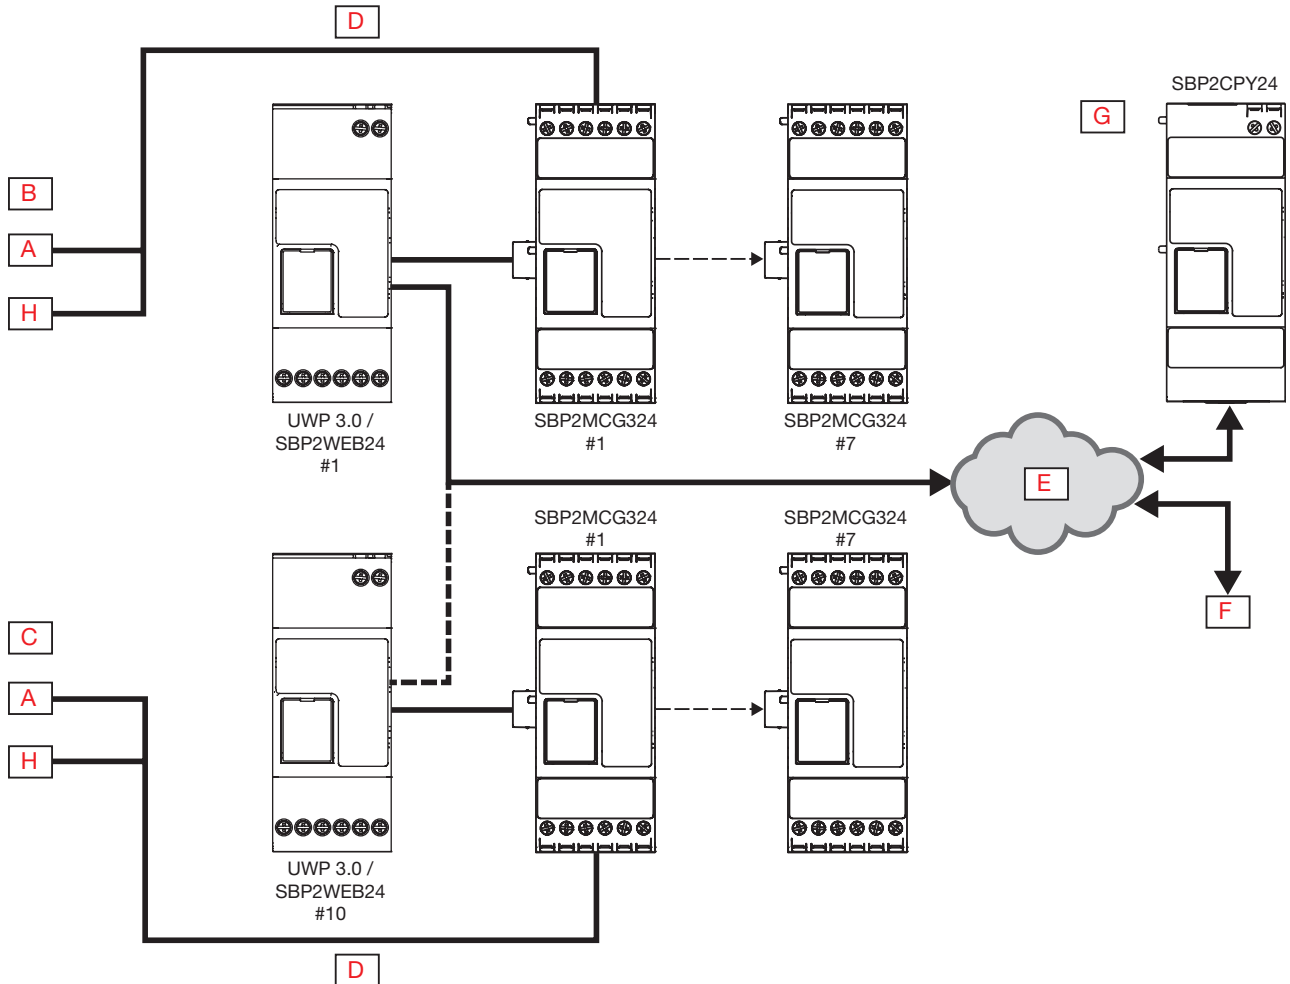 D
SBP2CPY24
G
B
A
H
UWP 3.0 /
SBP2WEB24
#1
SBP2MCG324
#1
SBP2MCG324
#7
E
SBP2MCG324
#1
SBP2MCG324
#7
F
C
A
H
UWP 3.0 /
SBP2WEB24
#10
D